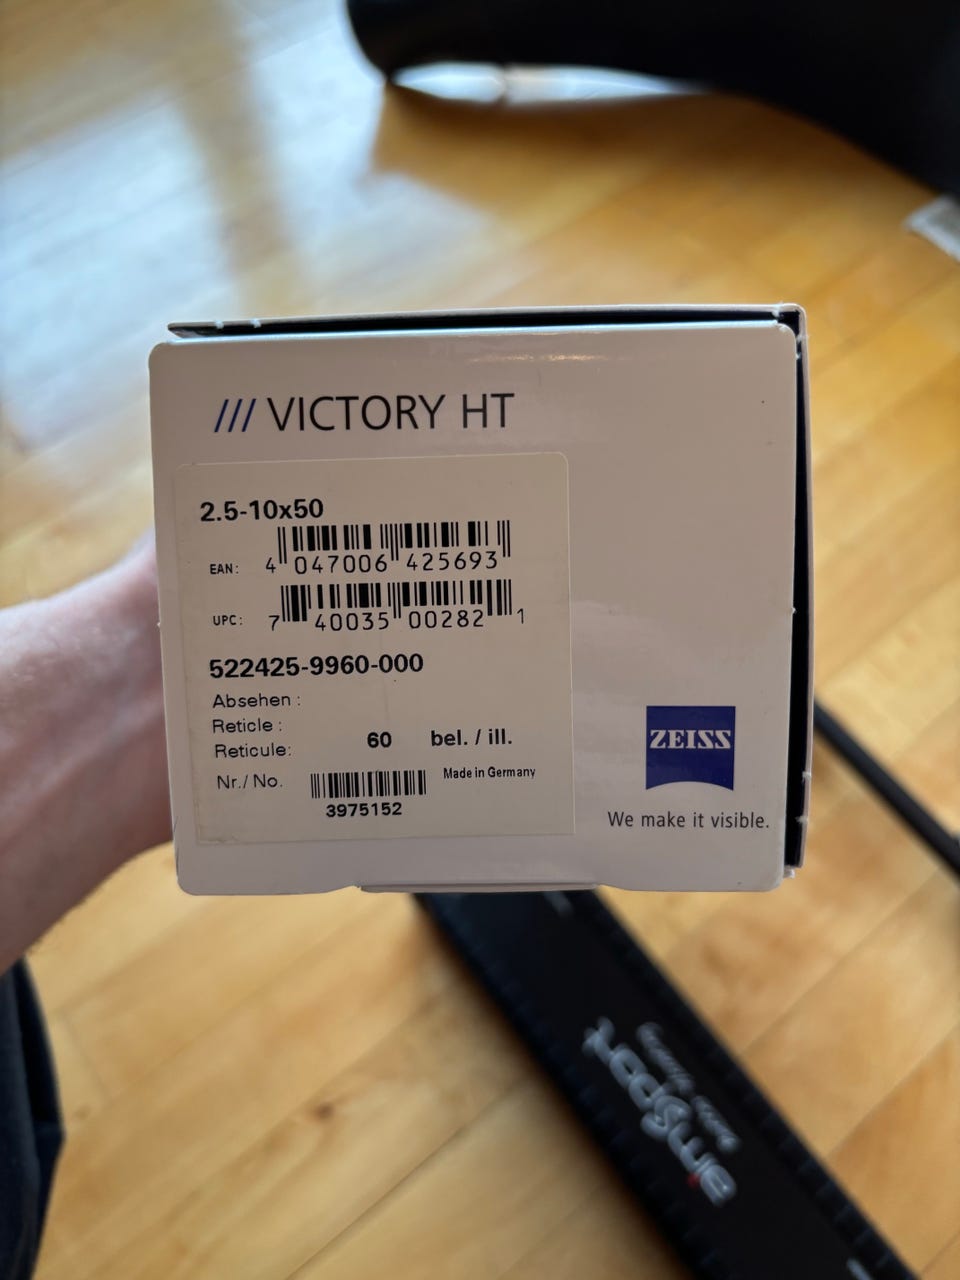 /// VICTORY HT
2.5-10x50
EAN: 4 047006 425693
UPC: 7 40035 00282 1
522425-9960-000
Absehen :
Reticle :
Reticule: 60 bel. / ill.
Nr./ No. Made in Germany
3975152
ZEISS
We make it visible.
aimSport